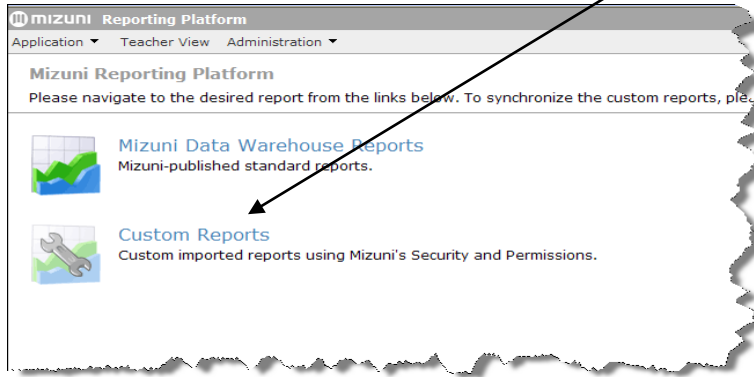 mizuni Reporting Platform
Application Teacher View Administration
Mizuni Reporting Platform
Please navigate to the desired report from the links below. To synchronize the custom reports,
Mizuni Data Warehouse Reports
Mizuni-published standard reports.
Custom Reports
Custom imported reports using Mizuni's Security and Permissions.